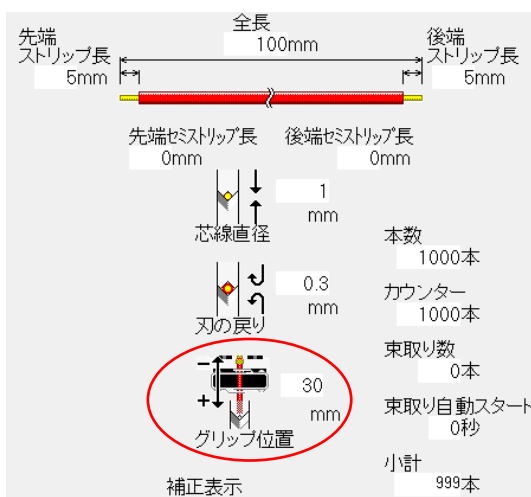 全長
100mm
先端
ストリップ長
5mm
後端
ストリップ長
5mm
先端セミストリップ長
0mm
後端セミストリップ長
0mm
1
mm
芯線直径
0.3
mm
刃の戻り
−
+
30
mm
グリップ位置
補正表示
本数
1000本
カウンター
1000本
束取り数
0本
束取り自動スタート
0秒
小計
999本